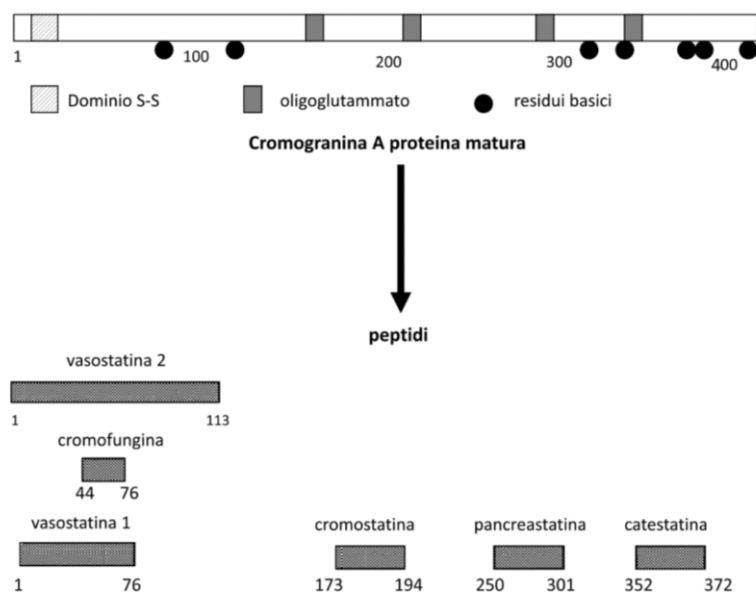 1 100 200 300 400
Dominio S-S oligoglutammato residui basici
Cromogranina A proteina matura
peptidi
vasostatina 2
1 113
cromofungina
44 76
vasostatina 1 cromostatina pancreastatina catestatina
1 76 173 194 250 301 352 372